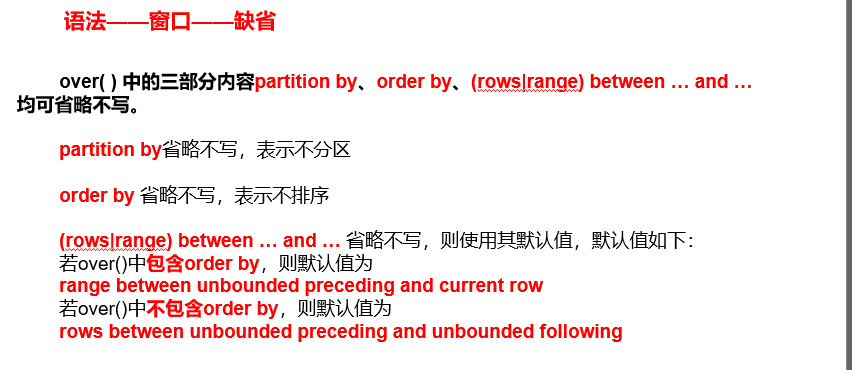 语法——窗口——缺省
over( ) 中的三部分内容partition by、order by、(rows|range) between … and …
均可省略不写。
partition by省略不写，表示不分区
order by 省略不写，表示不排序
(rows|range) between … and … 省略不写，则使用其默认值，默认值如下：
若over()中包含order by，则默认值为
range between unbounded preceding and current row
若over()中不包含order by，则默认值为
rows between unbounded preceding and unbounded following